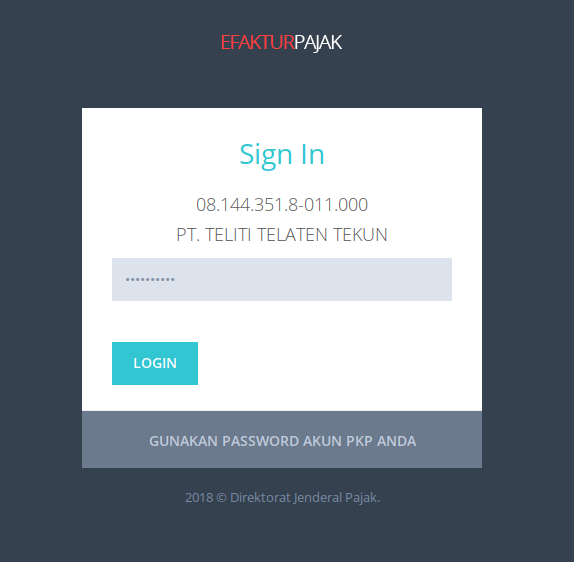 EFAKTURPAJAK
Sign In
08.144.351.8-011.000
PT. TELITI TELATEN TEKUN
••••••••••
LOGIN
GUNAKAN PASSWORD AKUN PKP ANDA
2018 © Direktorat Jenderal Pajak.